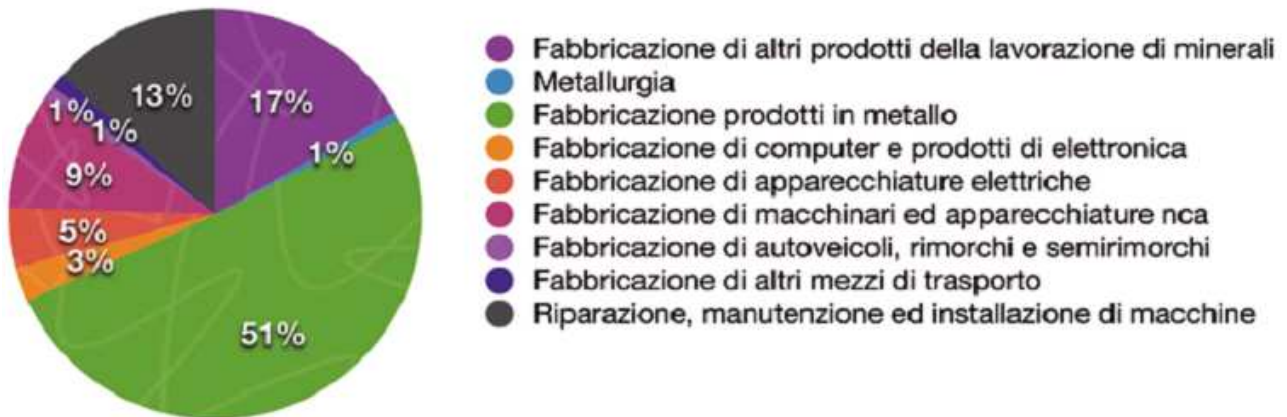 13%
17%
1%
1%
1%
9%
5%
3%
51%
Fabbricazione di altri prodotti della lavorazione di minerali
Metallurgia
Fabbricazione prodotti in metallo
Fabbricazione di computer e prodotti di elettronica
Fabbricazione di apparecchiature elettriche
Fabbricazione di macchinari ed apparecchiature nca
Fabbricazione di autoveicoli, rimorchi e semirimorchi
Fabbricazione di altri mezzi di trasporto
Riparazione, manutenzione ed installazione di macchine